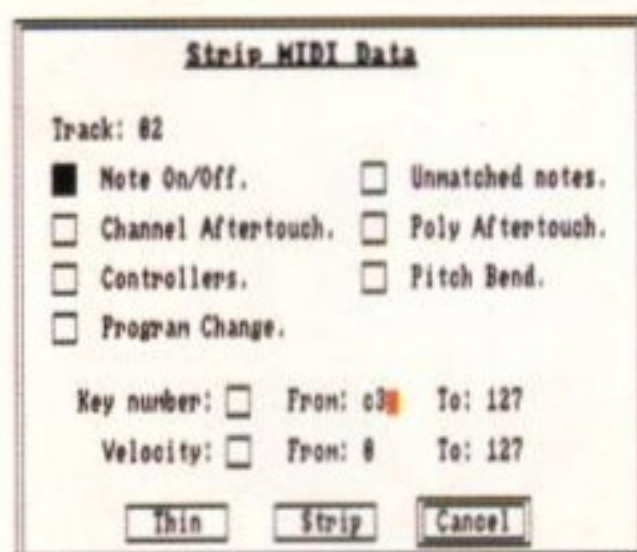 Strip MIDI Data
Track: 02
Note On/Off. Unmatched notes.
Channel Aftertouch. Poly Aftertouch.
Controllers. Pitch Bend.
Program Change.
Key number: From: c3 To: 127
Velocity: From: 0 To: 127
Thin Strip Cancel